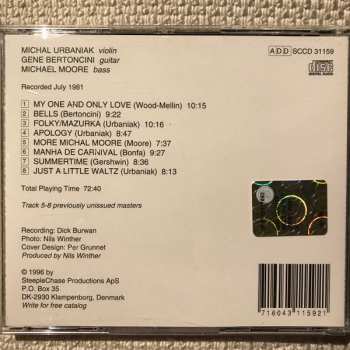 MICHAL URBANIAK violin
GENE BERTONCINI guitar
MICHAEL MOORE bass
ADD SCCD 31159
COMPACT disc DIGITAL AUDIO
Recorded July 1981
1 MY ONE AND ONLY LOVE (Wood-Mellin) 10:15
2 BELLS (Bertoncini) 9:22
3 FOLKY/MAZURKA (Urbaniak) 10:16
4 APOLOGY (Urbaniak) 8:47
5 MORE MICHAL MOORE (Moore) 7:37
6 MANHA DE CARNIVAL (Bonfa) 9:22
7 SUMMERTIME (Gershwin) 8:36
8 JUST A LITTLE WALTZ (Urbaniak) 8:13
Total Playing Time 72:40
Track 5-8 previously unissued masters
Recording: Dick Burwan
Photo: Nils Winther
Cover Design: Per Grunnet
Produced by Nils Winther
© 1996 by
SteepleChase Productions ApS
P.O. Box 35
DK-2930 Klampenborg, Denmark
Write for free catalog
716043 115921